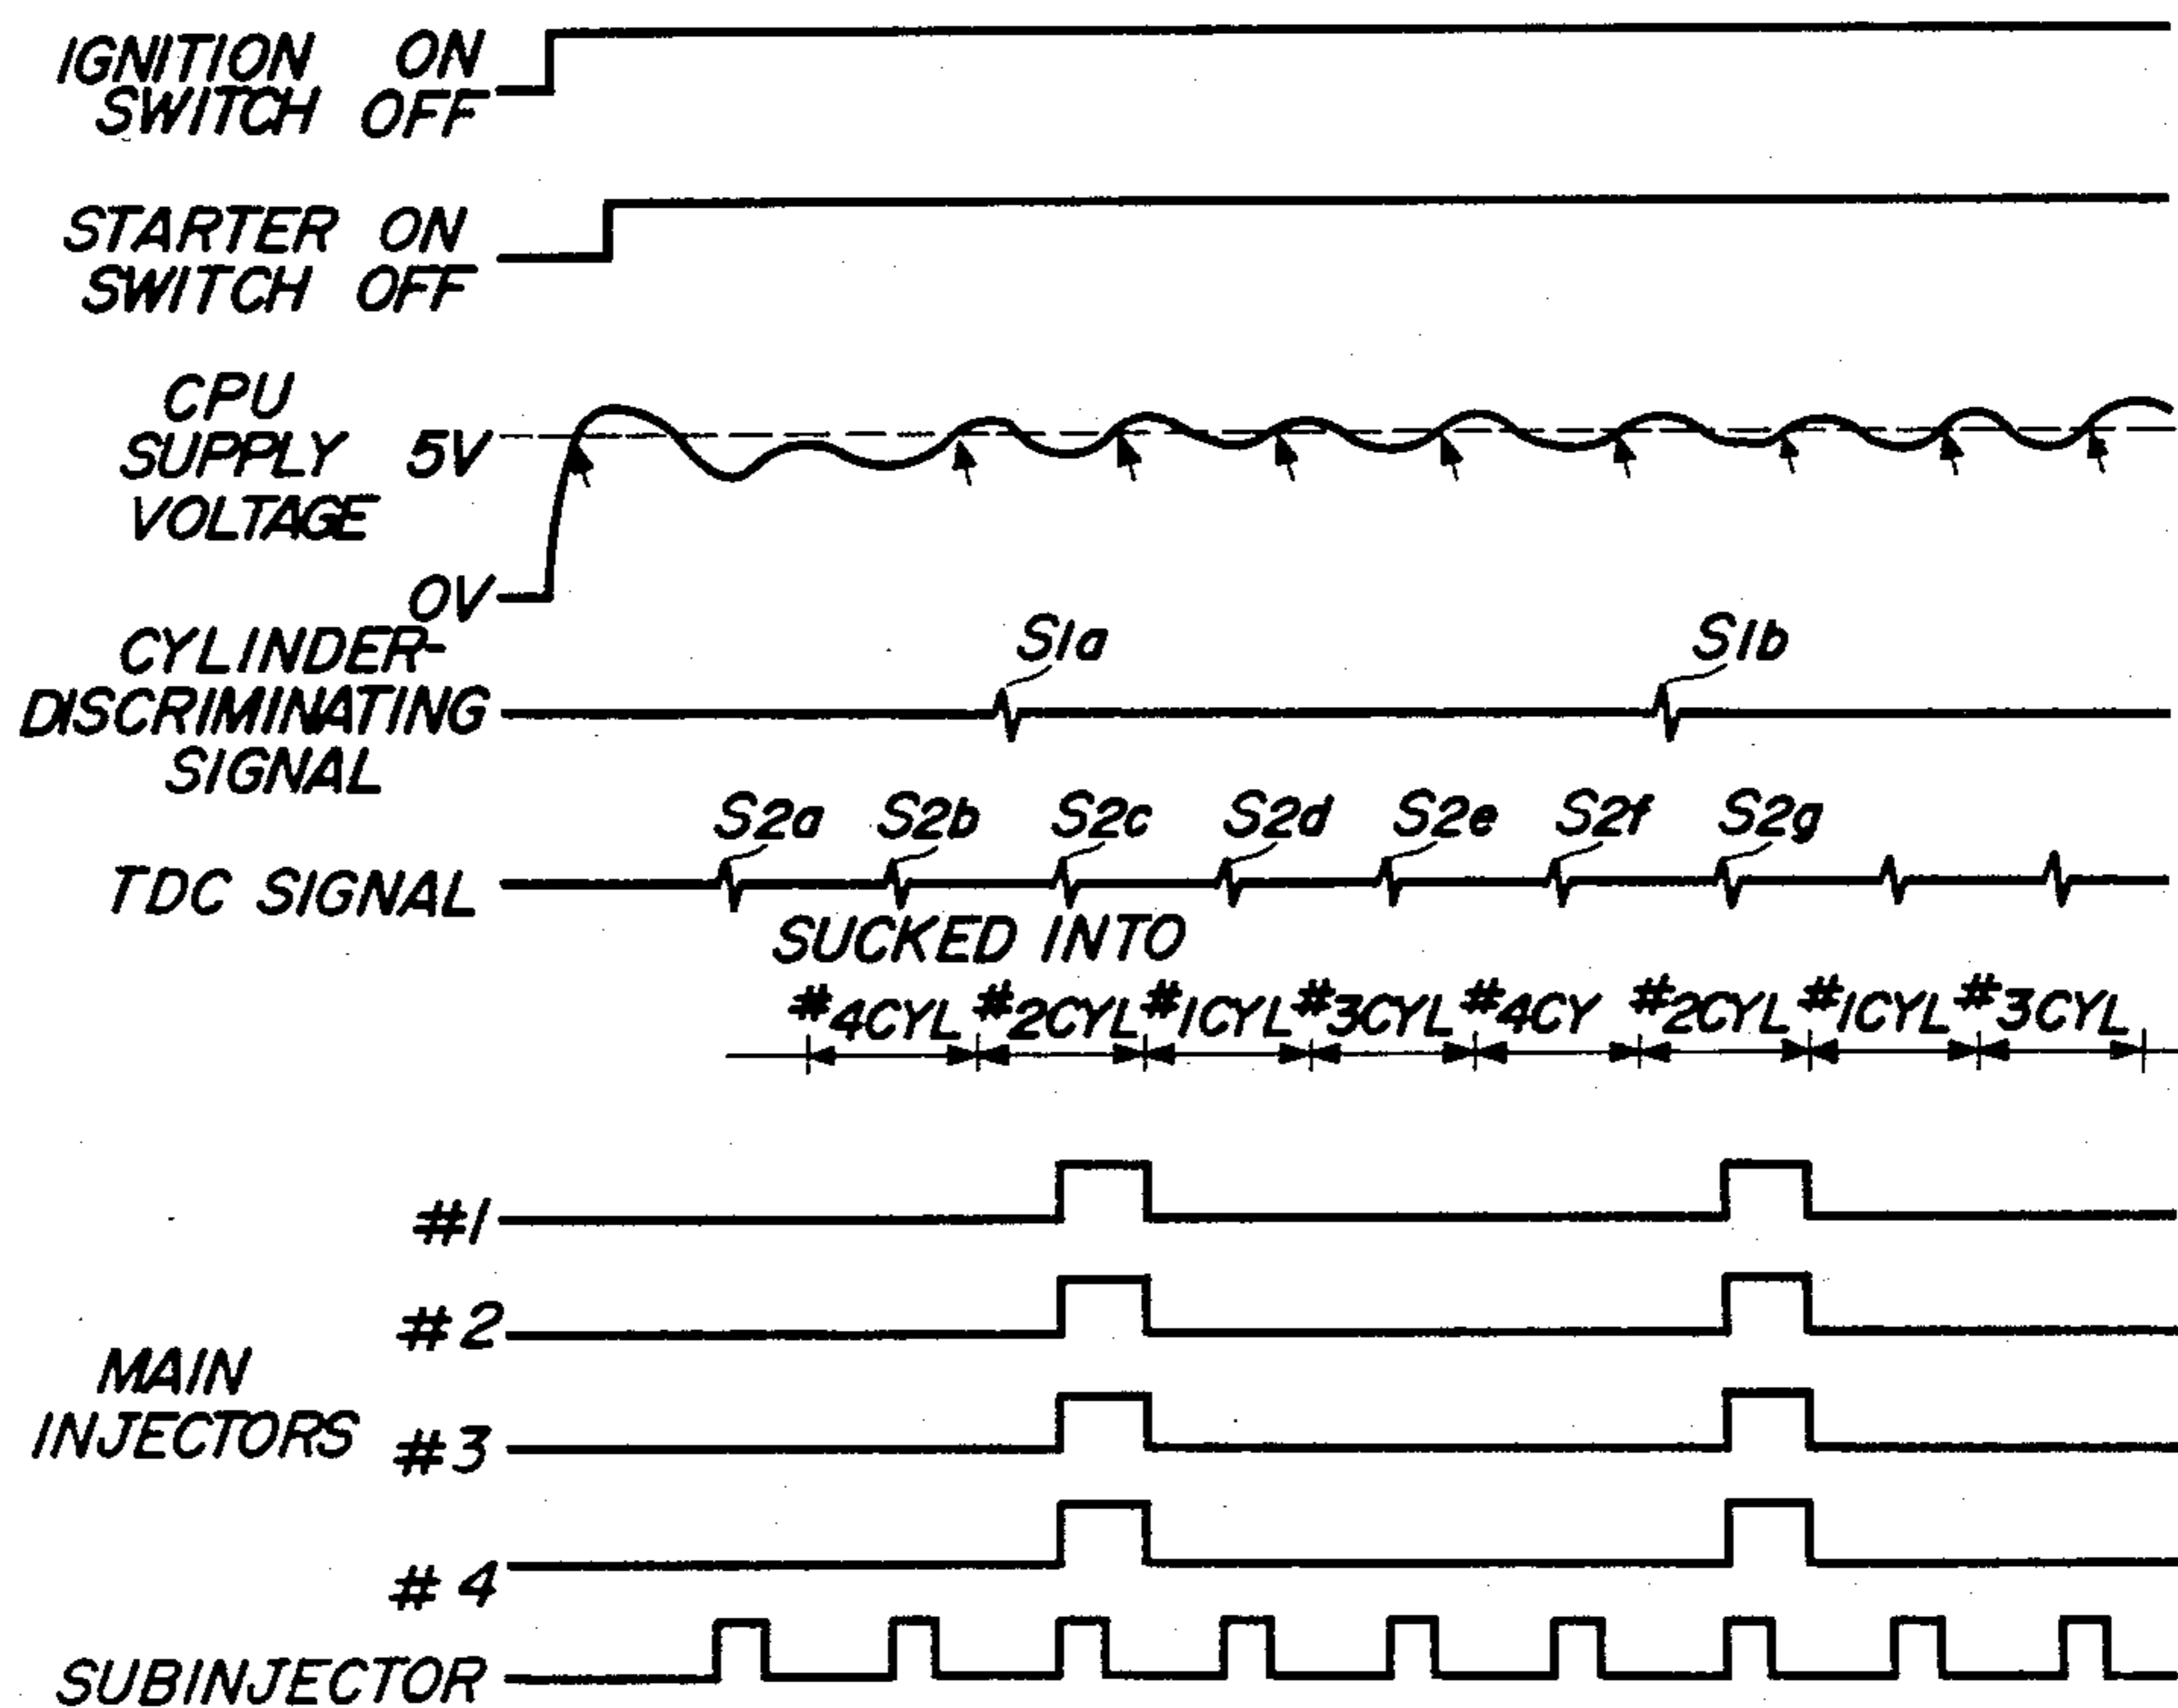 IGNITION ON
SWITCH OFF
STARTER ON
SWITCH OFF
CPU
SUPPLY 5V
VOLTAGE
0V
CYLINDER-
DISCRIMINATING
SIGNAL
S1a S1b
S2a S2b S2c S2d S2e S2f S2g
TDC SIGNAL
SUCKED INTO
#4CYL #2CYL #1CYL #3CYL #4CY #2CYL #1CYL #3CYL
#1
#2
MAIN
INJECTORS #3
#4
SUBINJECTOR